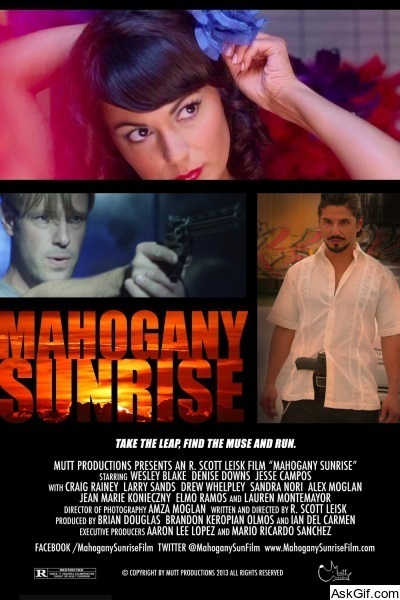 MAHOGANY
SUNRISE
TAKE THE LEAP, FIND THE MUSE AND RUN.
MUTT PRODUCTIONS PRESENTS AN R. SCOTT LEISK FILM "MAHOGANY SUNRISE"
STARRING WESLEY BLAKE DENISE DOWNS JESSE CAMPOS
WITH CRAIG RAINEY LARRY SANDS DREW WHELPLEY SANDRA NORI ALEX MOGLAN
JEAN MARIE KONIECZNY ELMO RAMOS AND LAUREN MONTEMAYOR
DIRECTOR OF PHOTOGRAPHY AMZA MOGLAN WRITTEN AND DIRECTED BY R. SCOTT LEISK
PRODUCED BY BRIAN DOUGLAS BRANDON KEROPIAN OLMOS AND IAN DEL CARMEN
EXECUTIVE PRODUCERS AARON LEE LOPEZ AND MARIO RICARDO SANCHEZ
FACEBOOK /MahoganySunriseFilm TWITTER @MahoganySunFilm www.MahoganySunriseFilm.com
R RESTRICTED
© COPYRIGHT BY MUTT PRODUCTIONS 2013 ALL RIGHTS RESERVED
Mutt
AskGif.com